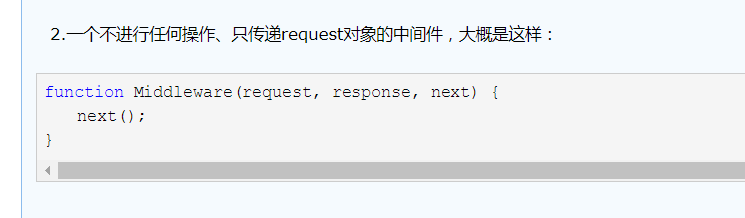 2.一个不进行任何操作、只传递request对象的中间件，大概是这样：
function Middleware(request, response, next) {
next();
}